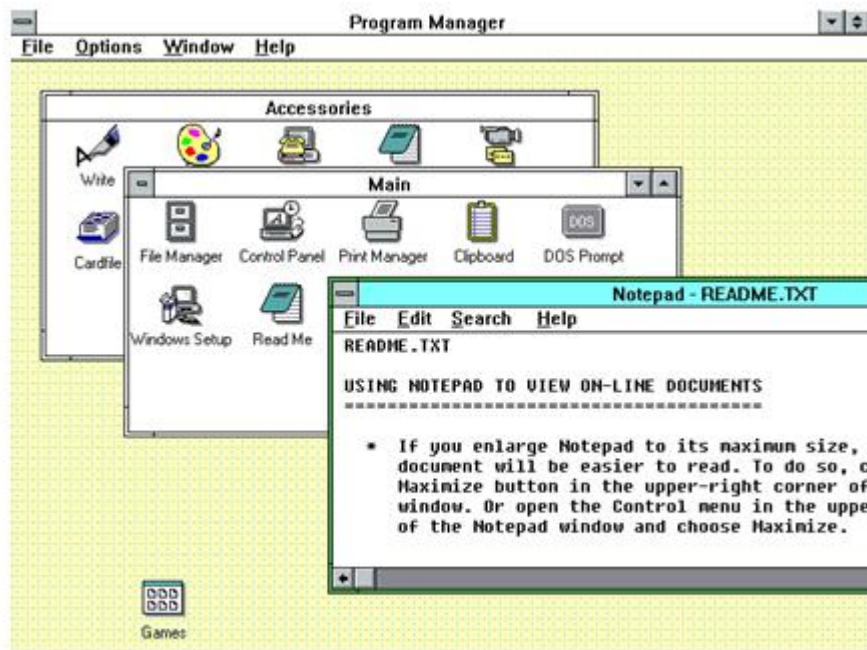 Program Manager
File Options Window Help
Accessories
Write
Cardfile
Main
File Manager Control Panel Print Manager Clipboard DOS Prompt
DOS
Windows Setup Read Me
Notepad - README.TXT
File Edit Search Help
README.TXT
USING NOTEPAD TO VIEW ON-LINE DOCUMENTS
=======================================
* If you enlarge Notepad to its maximum size,
document will be easier to read. To do so, c
Maximize button in the upper-right corner of
window. Or open the Control menu in the uppe
of the Notepad window and choose Maximize.
Games